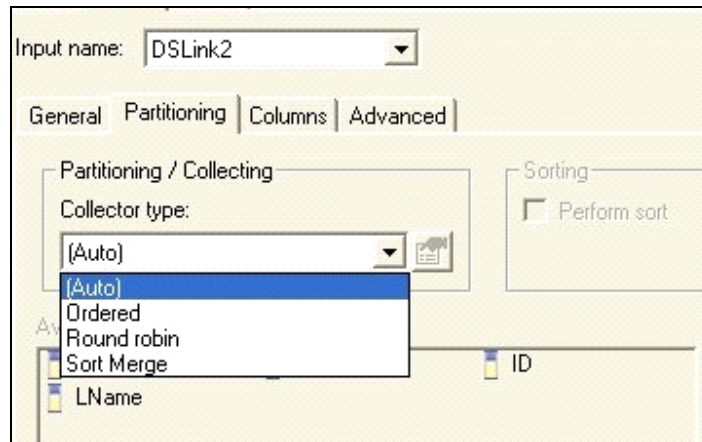 Input name: DSLink2
General Partitioning Columns Advanced
Partitioning / Collecting
Sorting
Collector type:
Perform sort
(Auto)
(Auto)
Ordered
Round robin
Sort Merge
ID
LName